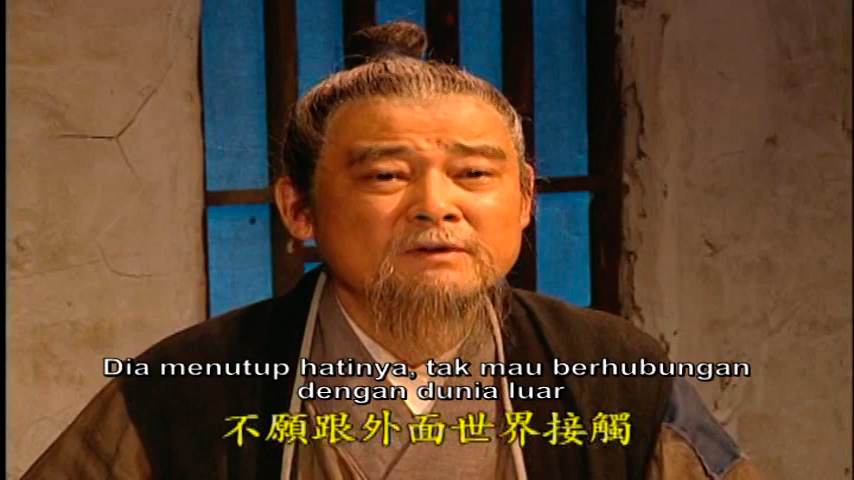 Dia menutup hatinya, tak mau berhubungan
dengan dunia luar
不願跟外面世界接觸